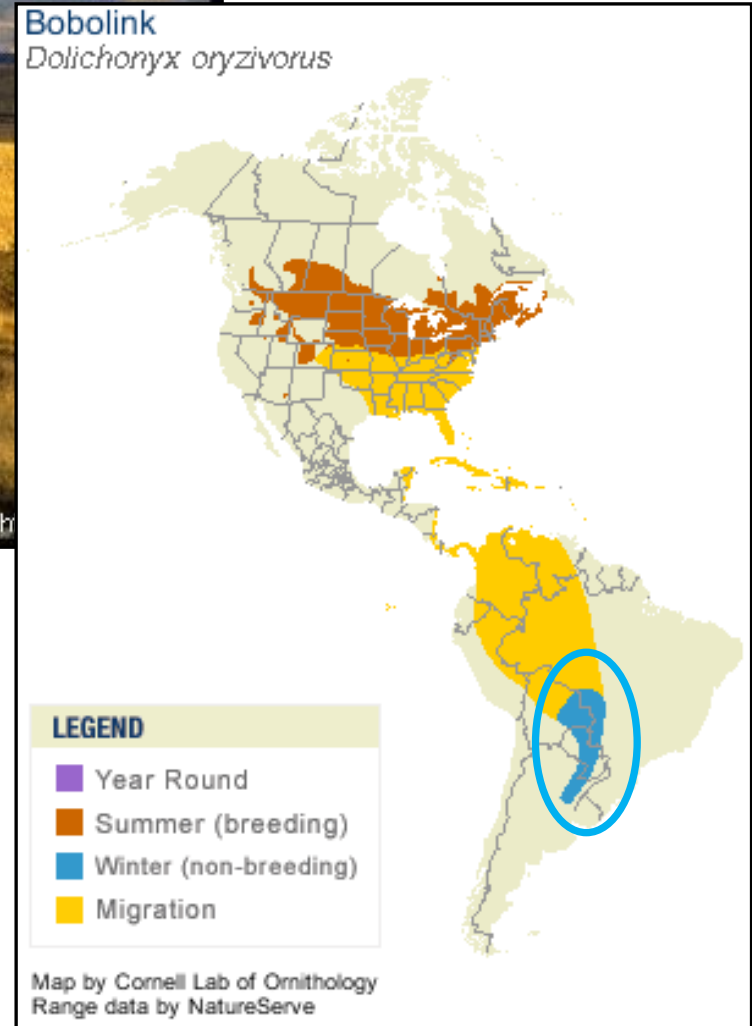 Bobolink
Dolichonyx oryzivorus
LEGEND
Year Round
Summer (breeding)
Winter (non-breeding)
Migration
Map by Cornell Lab of Ornithology
Range data by NatureServe